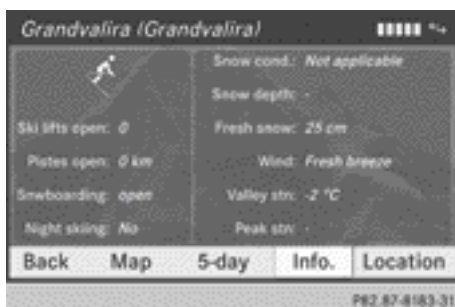 Grandvalira (Grandvalira)
Snow cond.: Not applicable
Snow depth: -
Ski lifts open: 0
Fresh snow: 25 cm
Pistes open: 0 km
Wind: Fresh breeze
Snwboarding: open
Valley stn: -2 °C
Night skiing: No
Peak stn: -
Back Map 5-day Info. Location
P82.87-8183-31